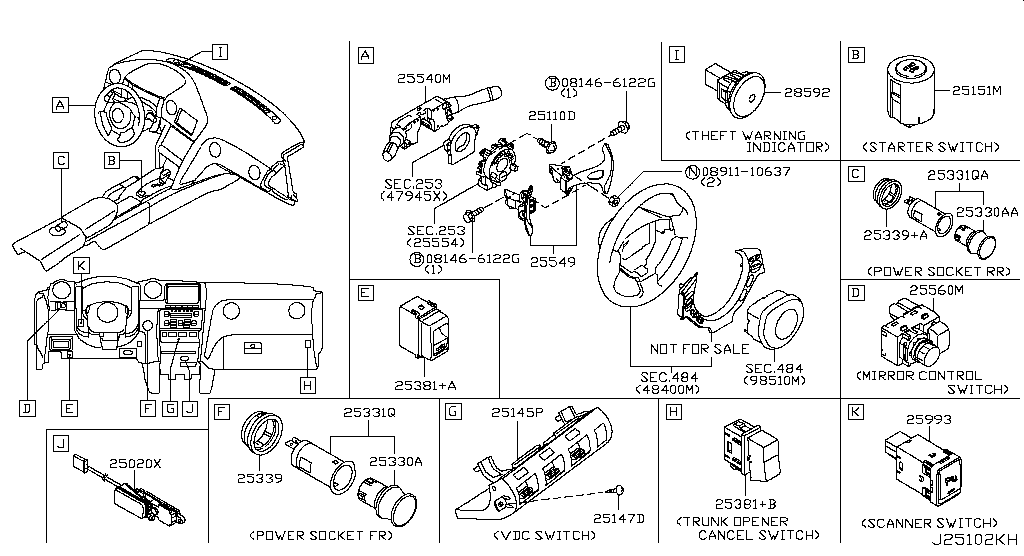 I
A
B
C
K
D
E
F
G
J
H
A
25540M
B08146-6122G
(1)
25110D
SEC.253
(47945X)
SEC.253
(25554)
B08146-6122G
(1)
25549
N08911-10637
(2)
NOT FOR SALE
SEC.484
(48400M)
SEC.484
(98510M)
I
28592
(THEFT WARNING
INDICATOR)
B
25151M
(STARTER SWITCH)
C
25331QA
25330AA
25339+A
(POWER SOCKET RR)
D
25560M
(MIRROR CONTROL
SWITCH)
E
25381+A
J
25020X
F
25331Q
25339
25330A
(POWER SOCKET FR)
G
25145P
25147D
(VDC SWITCH)
H
25381+B
(TRUNK OPENER
CANCEL SWITCH)
K
25993
(SCANNER SWITCH)
J25102KH